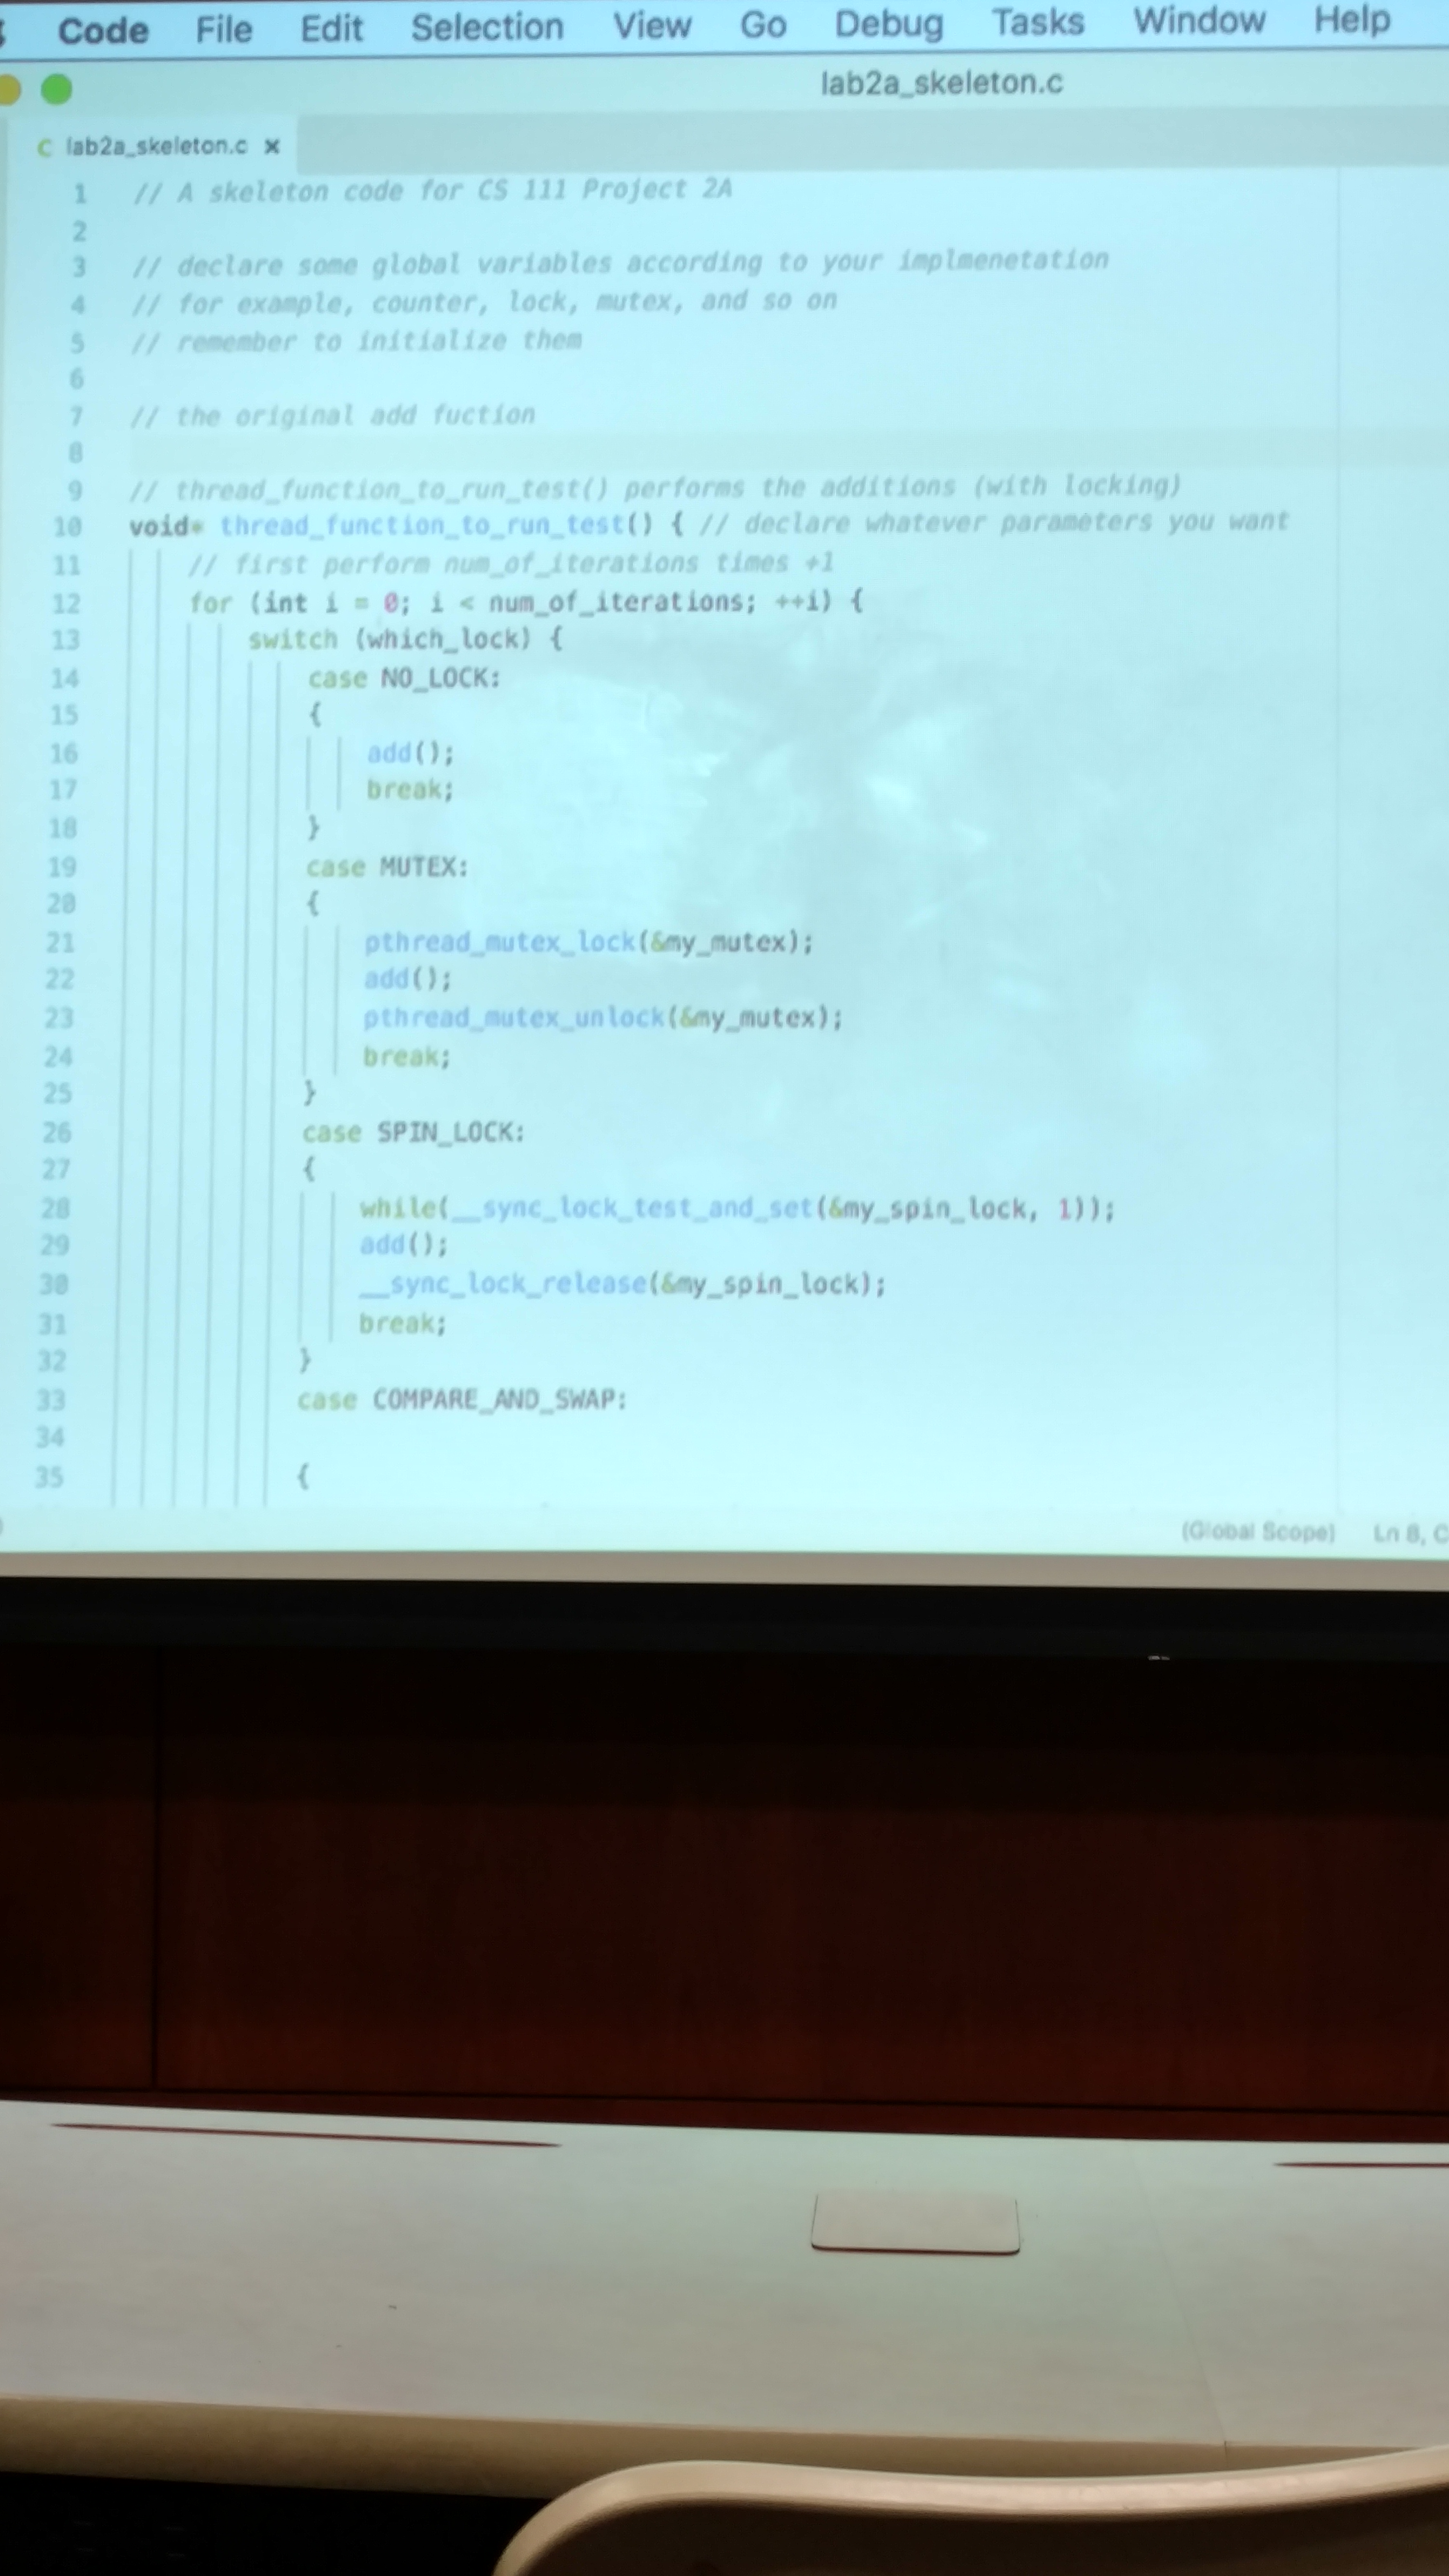 Code File Edit Selection View Go Debug Tasks Window Help
lab2a_skeleton.c
C lab2a_skeleton.c ×
1 // A skeleton code for CS 111 Project 2A
2
3 // declare some global variables according to your implmenetation
4 // for example, counter, lock, mutex, and so on
5 // remember to initialize them
6
7 // the original add fuction
8
9 // thread_function_to_run_test() performs the additions (with locking)
10 void* thread_function_to_run_test() { // declare whatever parameters you want
11 // first perform num_of_iterations times +1
12 for (int i = 0; i < num_of_iterations; ++i) {
13 switch (which_lock) {
14 case NO_LOCK:
15 {
16 add();
17 break;
18 }
19 case MUTEX:
20 {
21 pthread_mutex_lock(&my_mutex);
22 add();
23 pthread_mutex_unlock(&my_mutex);
24 break;
25 }
26 case SPIN_LOCK:
27 {
28 while(__sync_lock_test_and_set(&my_spin_lock, 1));
29 add();
30 __sync_lock_release(&my_spin_lock);
31 break;
32 }
33 case COMPARE_AND_SWAP:
34
35 {
(Global Scope) Ln 8, C